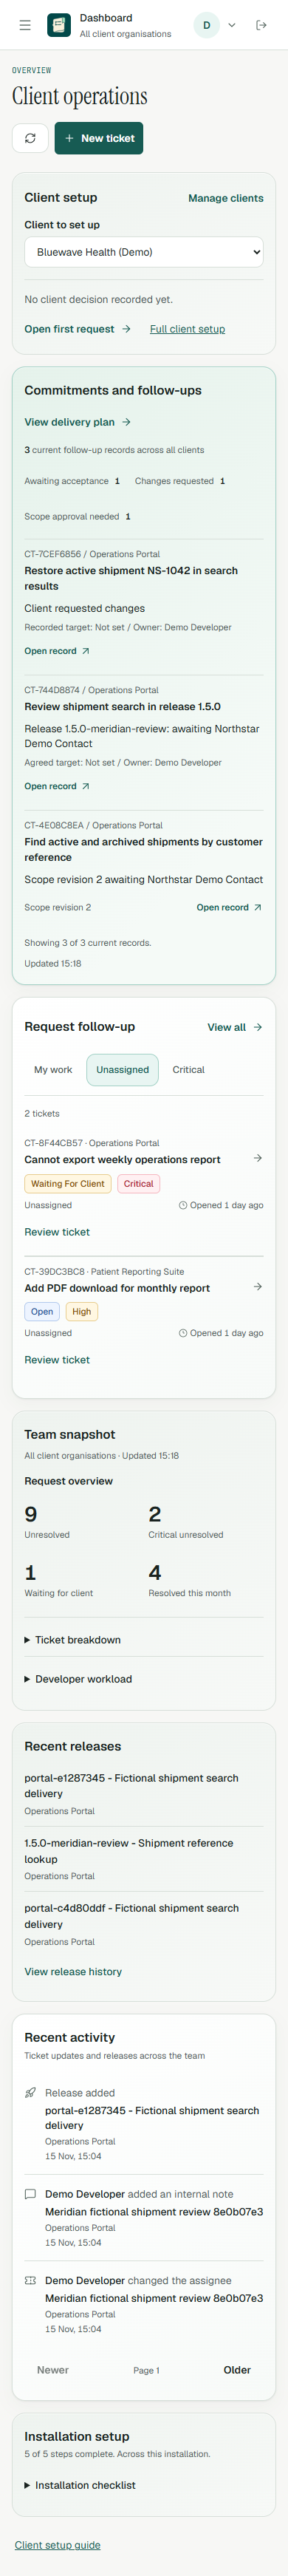 Dashboard
All client organisations
D
OVERVIEW
Client operations
New ticket
Client setup
Manage clients
Client to set up
Bluewave Health (Demo)
No client decision recorded yet.
Open first request
Full client setup
Commitments and follow-ups
View delivery plan
3 current follow-up records across all clients
Awaiting acceptance 1 Changes requested 1
Scope approval needed 1
CT-7CEF6856 / Operations Portal
Restore active shipment NS-1042 in search
results
Client requested changes
Recorded target: Not set / Owner: Demo Developer
Open record
CT-744D8874 / Operations Portal
Review shipment search in release 1.5.0
Release 1.5.0-meridian-review: awaiting Northstar
Demo Contact
Agreed target: Not set / Owner: Demo Developer
Open record
CT-4E08C8EA / Operations Portal
Find active and archived shipments by customer
reference
Scope revision 2 awaiting Northstar Demo Contact
Scope revision 2
Open record
Showing 3 of 3 current records.
Updated 15:18
Request follow-up
View all
My work Unassigned Critical
2 tickets
CT-8F44CB57 · Operations Portal
Cannot export weekly operations report
Waiting For Client Critical
Unassigned
Opened 1 day ago
Review ticket
CT-39DC3BC8 · Patient Reporting Suite
Add PDF download for monthly report
Open High
Unassigned
Opened 1 day ago
Review ticket
Team snapshot
All client organisations · Updated 15:18
Request overview
9
Unresolved
2
Critical unresolved
1
Waiting for client
4
Resolved this month
Ticket breakdown
Developer workload
Recent releases
portal-e1287345 - Fictional shipment search
delivery
Operations Portal
1.5.0-meridian-review - Shipment reference
lookup
Operations Portal
portal-c4d80ddf - Fictional shipment search
delivery
Operations Portal
View release history
Recent activity
Ticket updates and releases across the team
Release added
portal-e1287345 - Fictional shipment search
delivery
Operations Portal
15 Nov, 15:04
Demo Developer added an internal note
Meridian fictional shipment review 8e0b07e3
Operations Portal
15 Nov, 15:04
Demo Developer changed the assignee
Meridian fictional shipment review 8e0b07e3
Operations Portal
15 Nov, 15:04
Newer
Page 1
Older
Installation setup
5 of 5 steps complete. Across this installation.
Installation checklist
Client setup guide